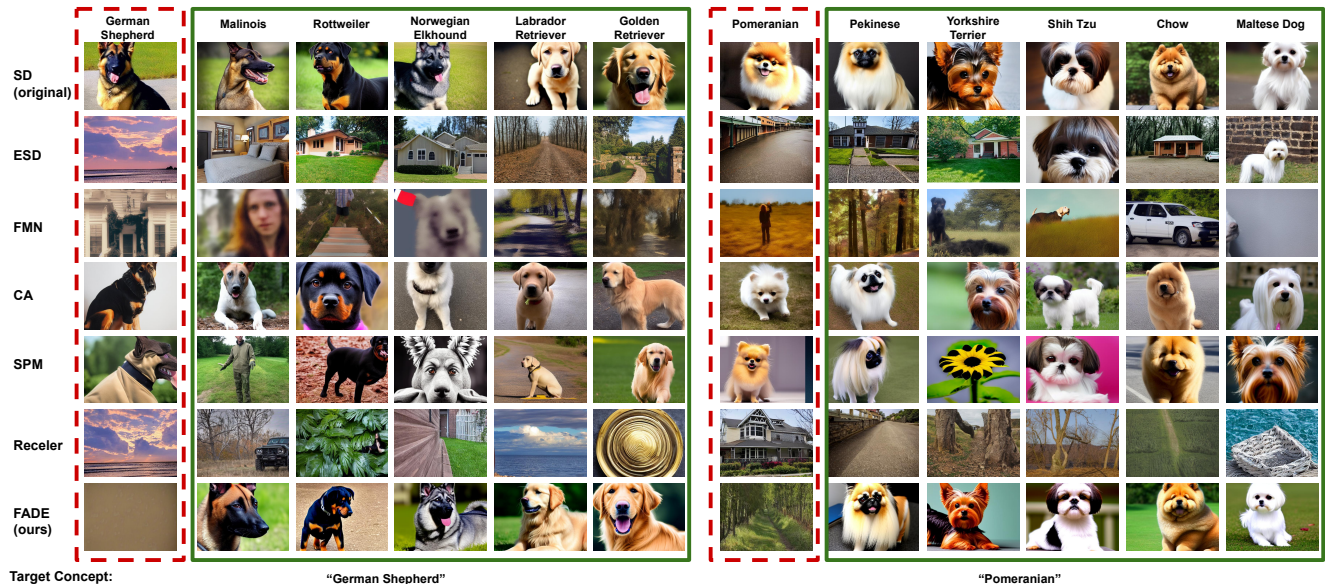 German
Shepherd
Malinois
Rottweiler
Norwegian
Elkhound
Labrador
Retriever
Golden
Retriever
Pomeranian
Pekinese
Yorkshire
Terrier
Shih Tzu
Chow
Maltese Dog
SD
(original)
ESD
FMN
CA
SPM
Receler
FADE
(ours)
Target Concept:
"German Shepherd"
"Pomeranian"